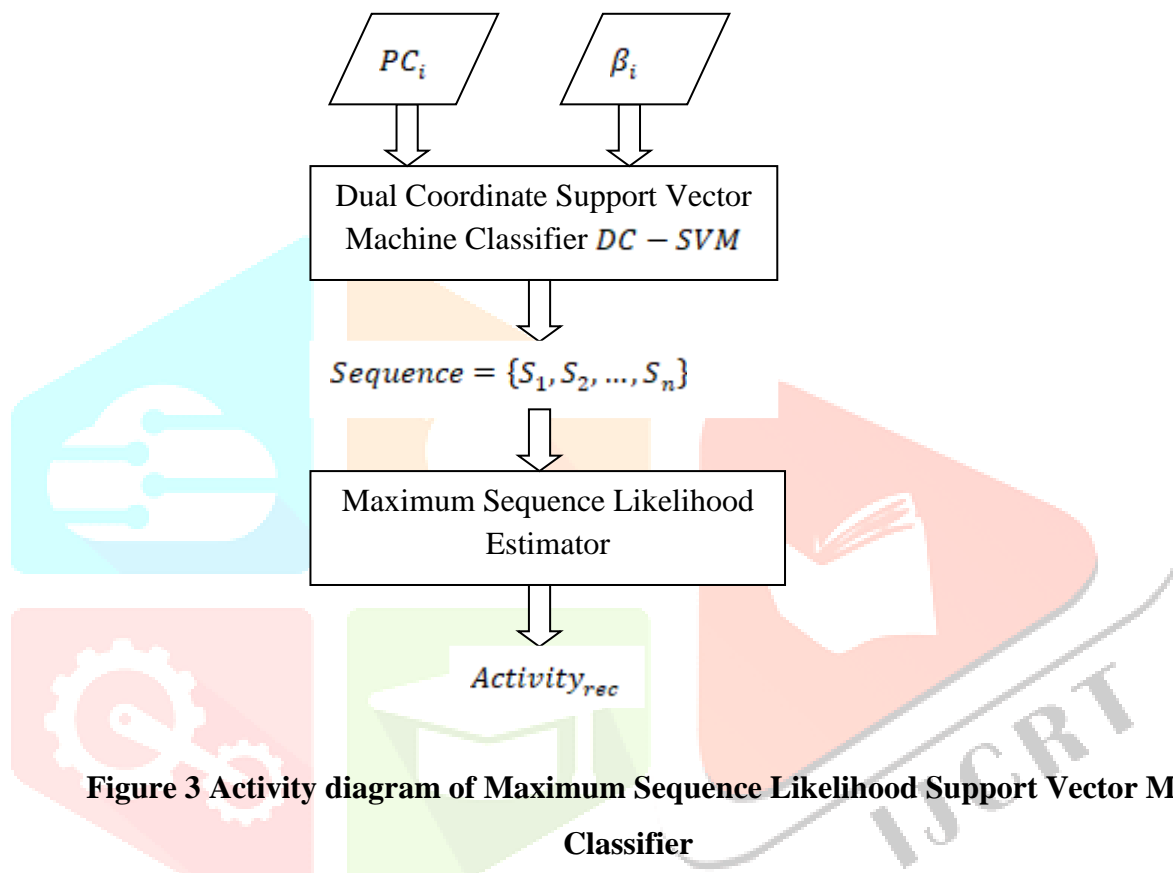 PC_i
β_i
Dual Coordinate Support Vector
Machine Classifier DC − SVM
Sequence = {S_1, S_2, ..., S_n}
Maximum Sequence Likelihood
Estimator
Activity_rec
Figure 3 Activity diagram of Maximum Sequence Likelihood Support Vector M
Classifier
IJCRT